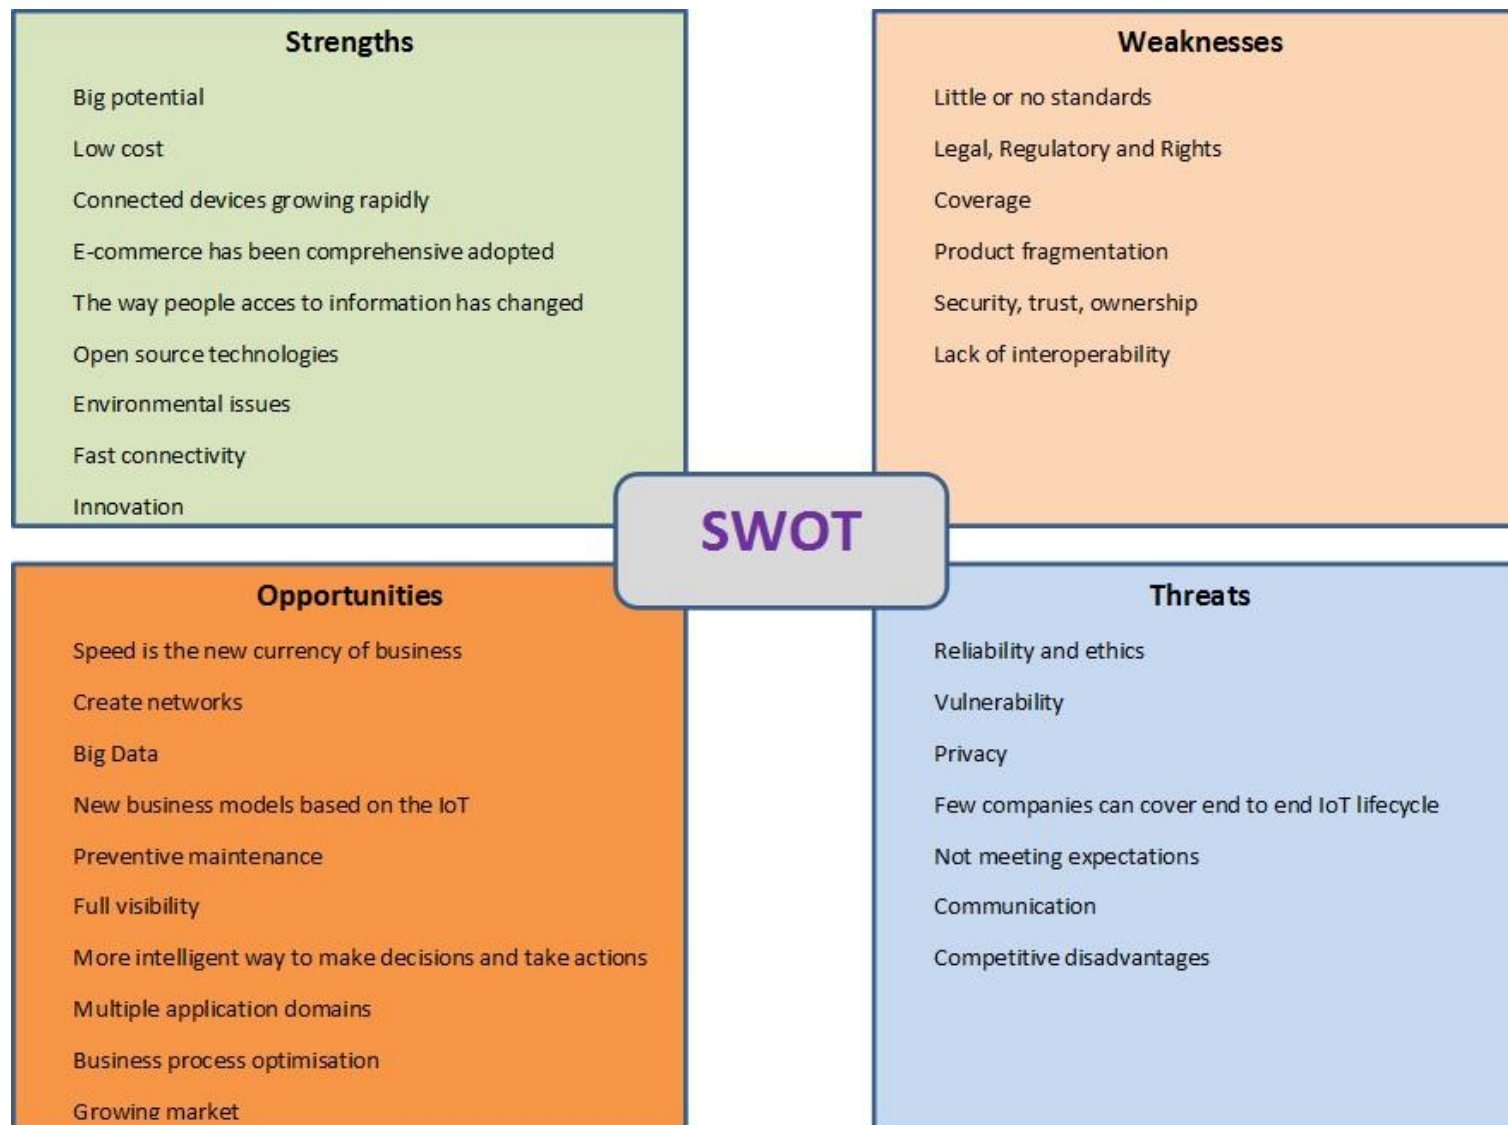 Strengths
Big potential
Low cost
Connected devices growing rapidly
E-commerce has been comprehensive adopted
The way people acces to information has changed
Open source technologies
Environmental issues
Fast connectivity
Innovation
Weaknesses
Little or no standards
Legal, Regulatory and Rights
Coverage
Product fragmentation
Security, trust, ownership
Lack of interoperability
SWOT
Opportunities
Speed is the new currency of business
Create networks
Big Data
New business models based on the IoT
Preventive maintenance
Full visibility
More intelligent way to make decisions and take actions
Multiple application domains
Business process optimisation
Growing market
Threats
Reliability and ethics
Vulnerability
Privacy
Few companies can cover end to end IoT lifecycle
Not meeting expectations
Communication
Competitive disadvantages